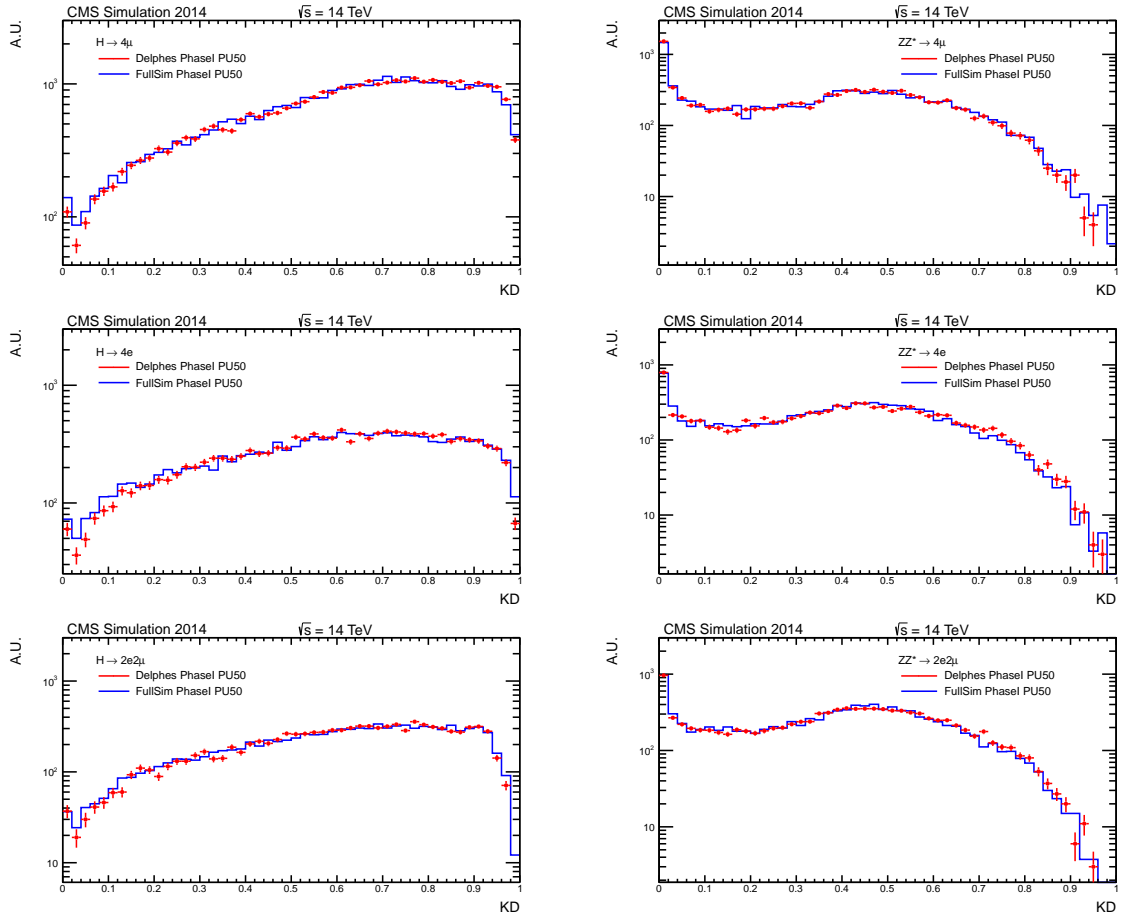 CMS Simulation 2014 √s = 14 TeV
A.U.
H → 4μ
Delphes PhaseI PU50
FullSim PhaseI PU50
10³
10²
0 0.1 0.2 0.3 0.4 0.5 0.6 0.7 0.8 0.9 1
KD
CMS Simulation 2014 √s = 14 TeV
A.U.
ZZ* → 4μ
Delphes PhaseI PU50
FullSim PhaseI PU50
10³
10²
10
0 0.1 0.2 0.3 0.4 0.5 0.6 0.7 0.8 0.9 1
KD
CMS Simulation 2014 √s = 14 TeV
A.U.
H → 4e
Delphes PhaseI PU50
FullSim PhaseI PU50
10³
10²
0 0.1 0.2 0.3 0.4 0.5 0.6 0.7 0.8 0.9 1
KD
CMS Simulation 2014 √s = 14 TeV
A.U.
ZZ* → 4e
Delphes PhaseI PU50
FullSim PhaseI PU50
10³
10²
10
0 0.1 0.2 0.3 0.4 0.5 0.6 0.7 0.8 0.9 1
KD
CMS Simulation 2014 √s = 14 TeV
A.U.
H → 2e2μ
Delphes PhaseI PU50
FullSim PhaseI PU50
10³
10²
10
0 0.1 0.2 0.3 0.4 0.5 0.6 0.7 0.8 0.9 1
KD
CMS Simulation 2014 √s = 14 TeV
A.U.
ZZ* → 2e2μ
Delphes PhaseI PU50
FullSim PhaseI PU50
10³
10²
10
0 0.1 0.2 0.3 0.4 0.5 0.6 0.7 0.8 0.9 1
KD